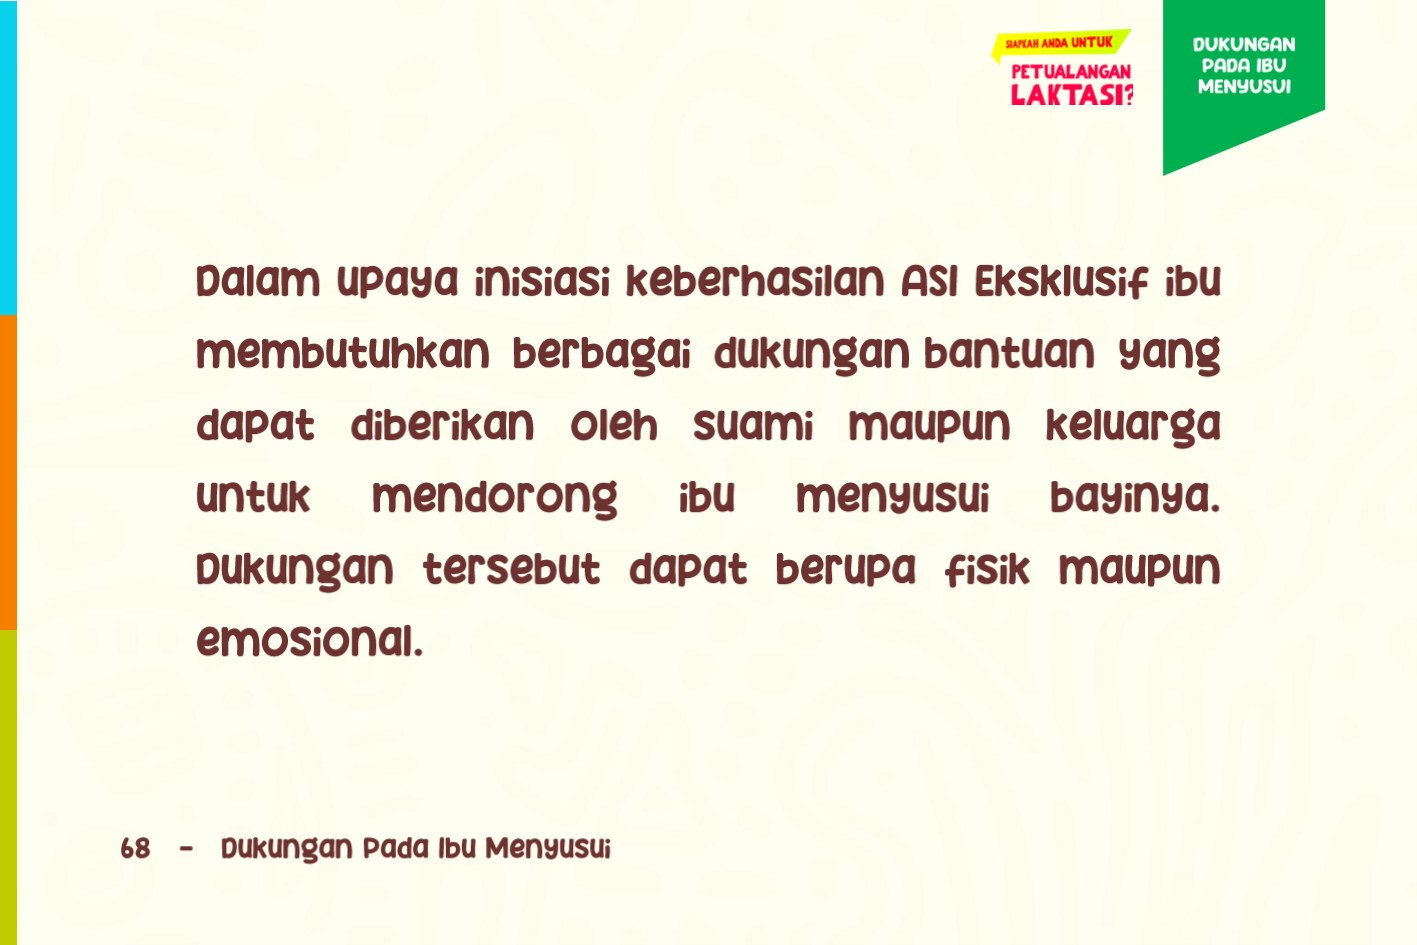 SIAPKAH ANDA UNTUK
PETUALANGAN
LAKTASI?
DUKUNGAN
PADA IBU
MENYUSUI
Dalam upaya inisiasi keberhasilan ASI Eksklusif ibu
membutuhkan berbagai dukungan bantuan yang
dapat diberikan oleh suami maupun keluarga
untuk mendorong ibu menyusui bayinya.
Dukungan tersebut dapat berupa fisik maupun
emosional.
68 - Dukungan Pada Ibu Menyusui